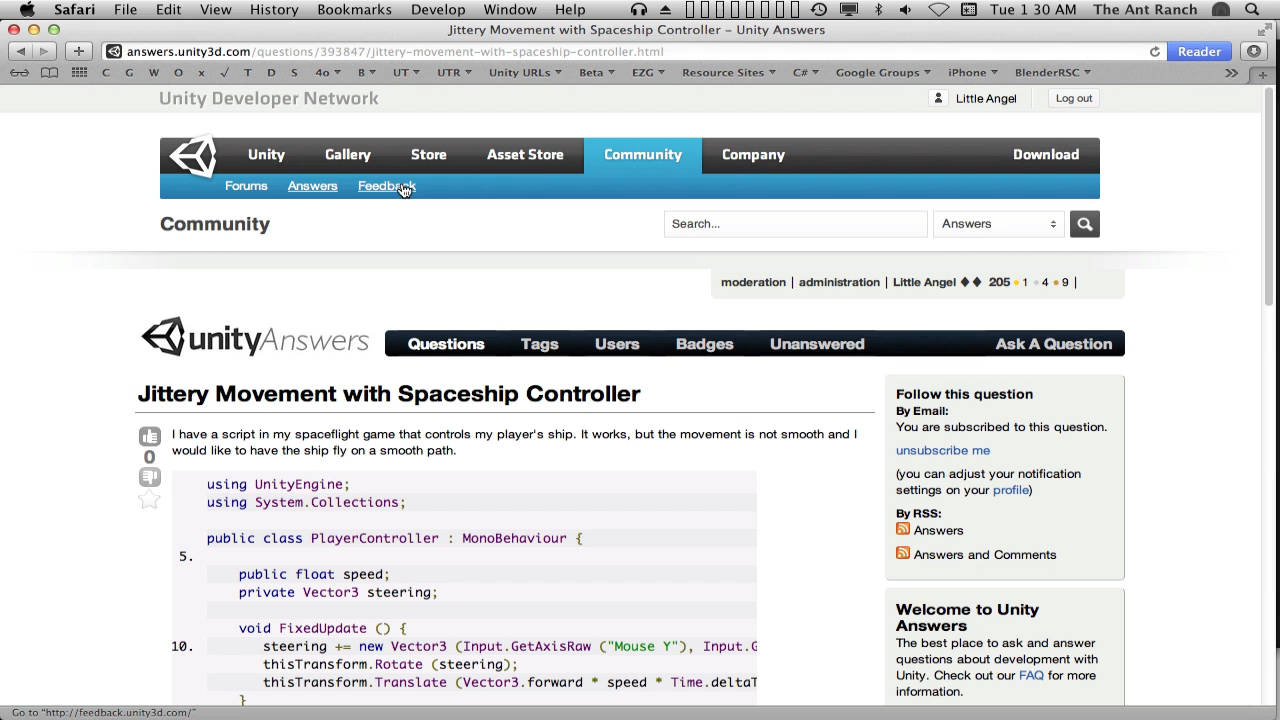 Safari File Edit View History Bookmarks Develop Window Help Tue 1:30 AM The Ant Ranch
Jittery Movement with Spaceship Controller – Unity Answers
answers.unity3d.com/questions/393847/jittery-movement-with-spaceship-controller.html Reader
C G W O x √ T D S 4o B UT UTR Unity URLs Beta EZG Resource Sites C# Google Groups iPhone BlenderRSC
Unity Developer Network Little Angel Log out
Unity Gallery Store Asset Store Community Company Download
Forums Answers Feedback
Community Search... Answers
moderation | administration | Little Angel ♦♦ 205 ● 1 ● 4 ● 9 |
unityAnswers Questions Tags Users Badges Unanswered Ask A Question
Jittery Movement with Spaceship Controller
0
I have a script in my spaceflight game that controls my player's ship. It works, but the movement is not smooth and I
would like to have the ship fly on a smooth path.
using UnityEngine;
using System.Collections;
public class PlayerController : MonoBehaviour {
5.
public float speed;
private Vector3 steering;
void FixedUpdate () {
10. steering += new Vector3 (Input.GetAxisRaw ("Mouse Y"), Input.G
thisTransform.Rotate (steering);
thisTransform.Translate (Vector3.forward * speed * Time.deltaT
}
Follow this question
By Email:
You are subscribed to this question.
unsubscribe me
(you can adjust your notification
settings on your profile)
By RSS:
Answers
Answers and Comments
Welcome to Unity
Answers
The best place to ask and answer
questions about development with
Unity. Check out our FAQ for more
information.
Go to "http://feedback.unity3d.com/"